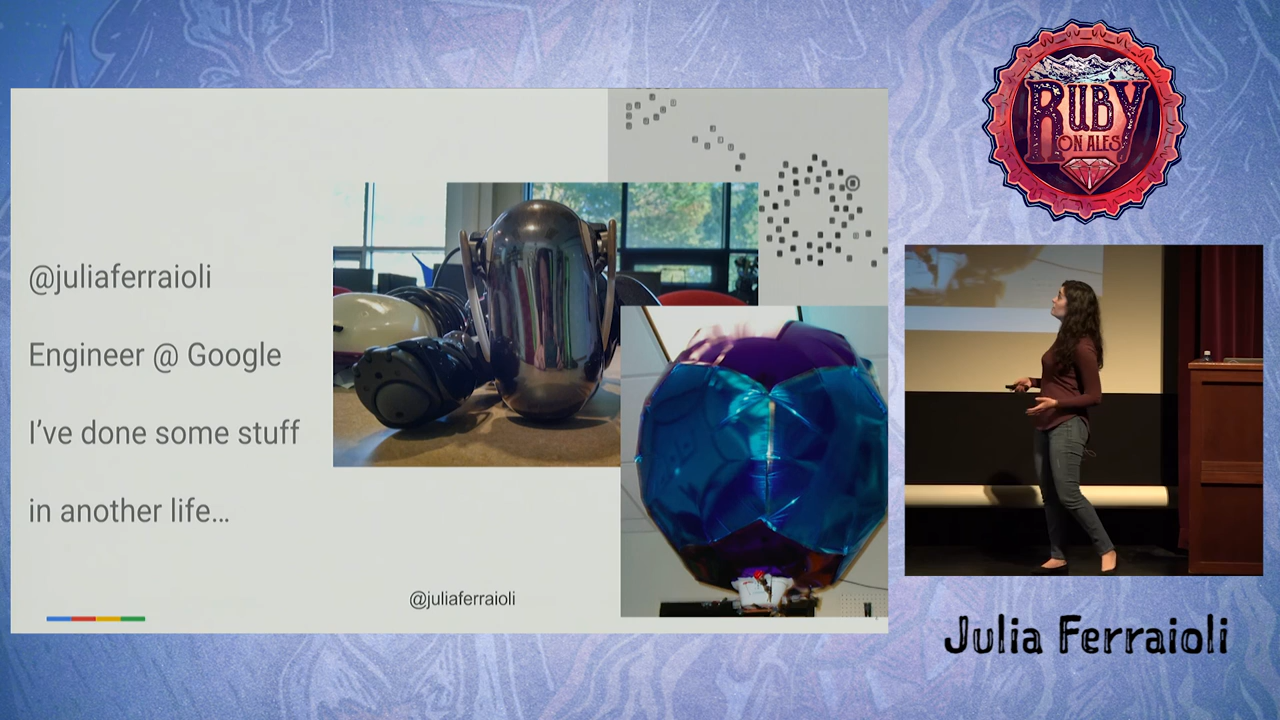 @juliaferraioli
Engineer @ Google
I've done some stuff
in another life…
@juliaferraioli
RUBY
ON ALES
Julia Ferraioli